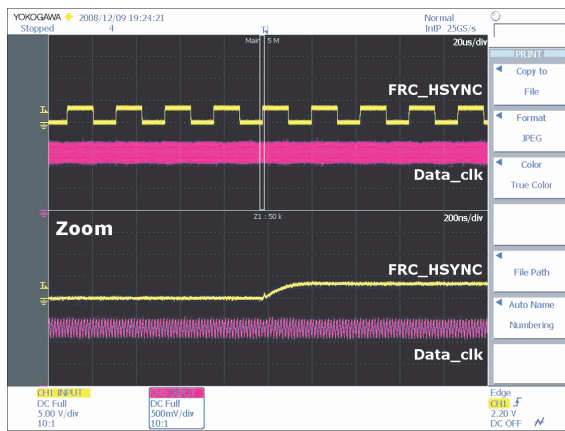 YOKOGAWA 2008/12/09 19:24:21
Stopped 4
Normal
IntP 25GS/s
Main : 5 M
20us/div
FRC_HSYNC
Data_clk
Zoom
Z1 : 50 k
200ns/div
FRC_HSYNC
Data_clk
PRINT
Copy to
File
Format
JPEG
Color
True Color
File Path
Auto Name
Numbering
CH1 INPUT
DC Full
5.00 V/div
10:1
DC Full
500mV/div
10:1
Edge
CH1
2.20 V
DC OFF